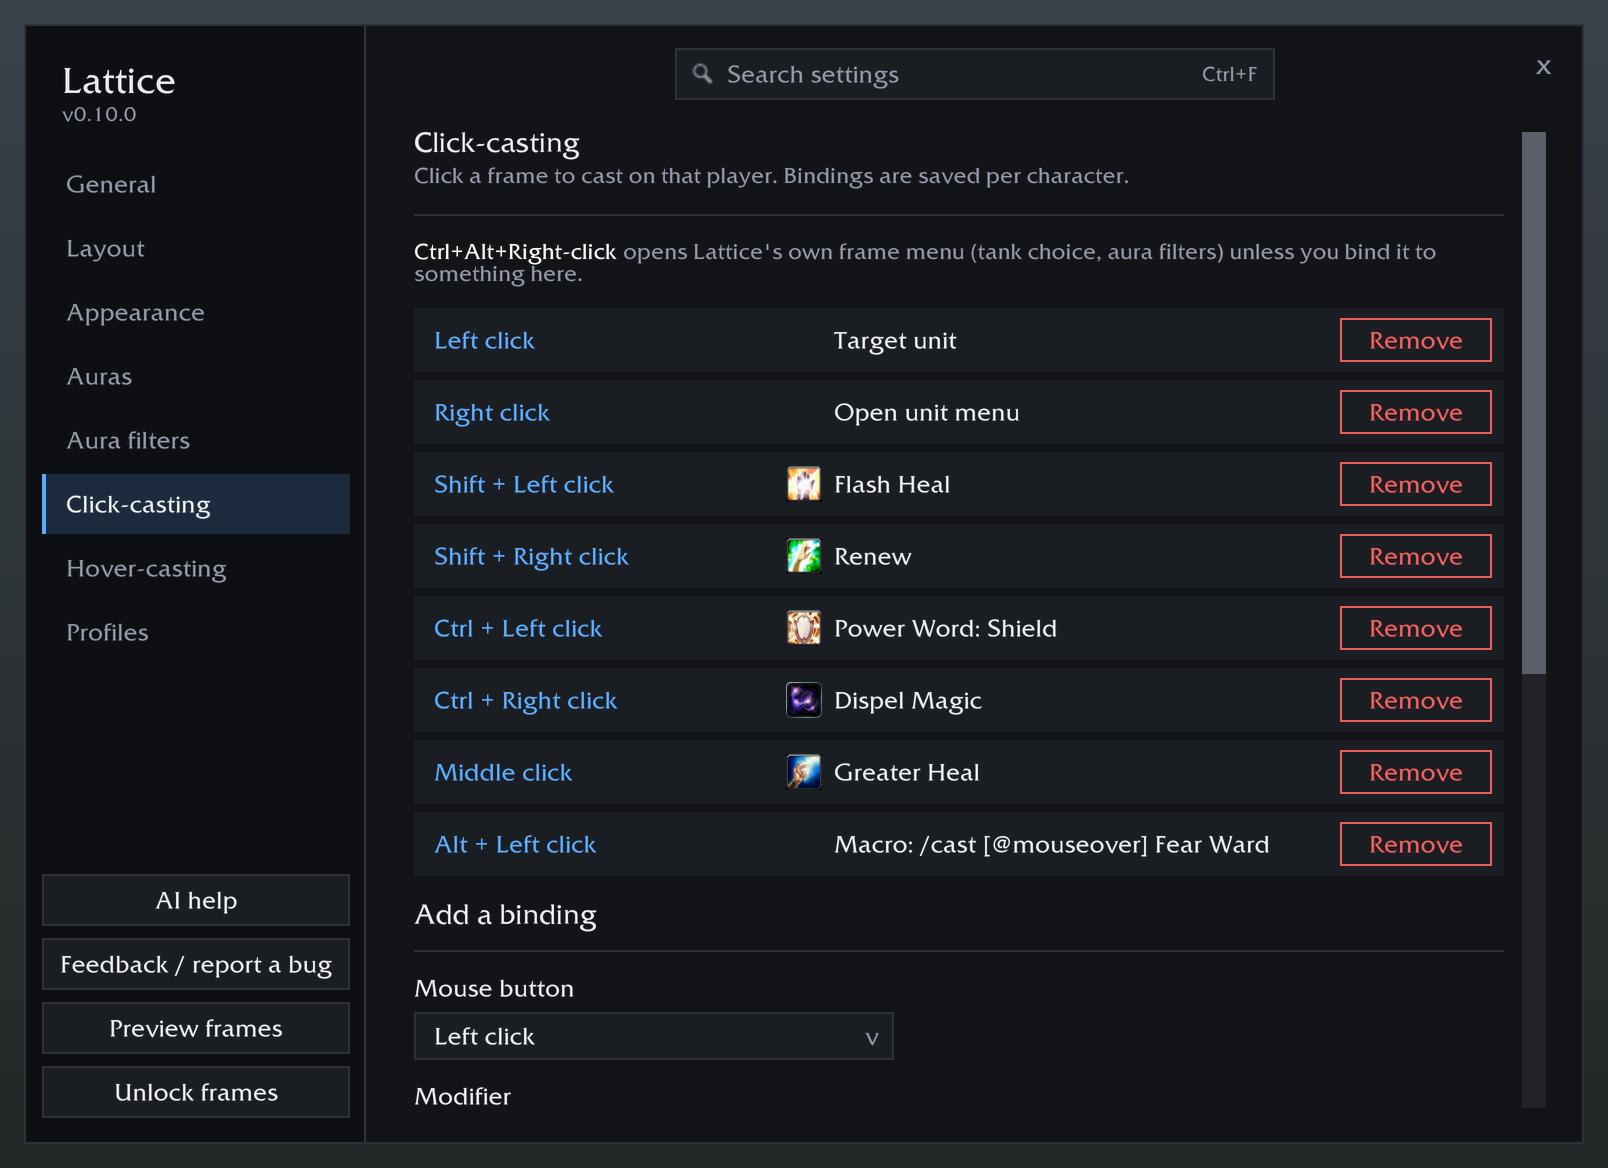 Lattice
v0.10.0
General
Layout
Appearance
Auras
Aura filters
Click-casting
Hover-casting
Profiles
AI help
Feedback / report a bug
Preview frames
Unlock frames
Search settings Ctrl+F
x
Click-casting
Click a frame to cast on that player. Bindings are saved per character.
Ctrl+Alt+Right-click opens Lattice's own frame menu (tank choice, aura filters) unless you bind it to
something here.
Left click Target unit Remove
Right click Open unit menu Remove
Shift + Left click Flash Heal Remove
Shift + Right click Renew Remove
Ctrl + Left click Power Word: Shield Remove
Ctrl + Right click Dispel Magic Remove
Middle click Greater Heal Remove
Alt + Left click Macro: /cast [@mouseover] Fear Ward Remove
Add a binding
Mouse button
Left click v
Modifier